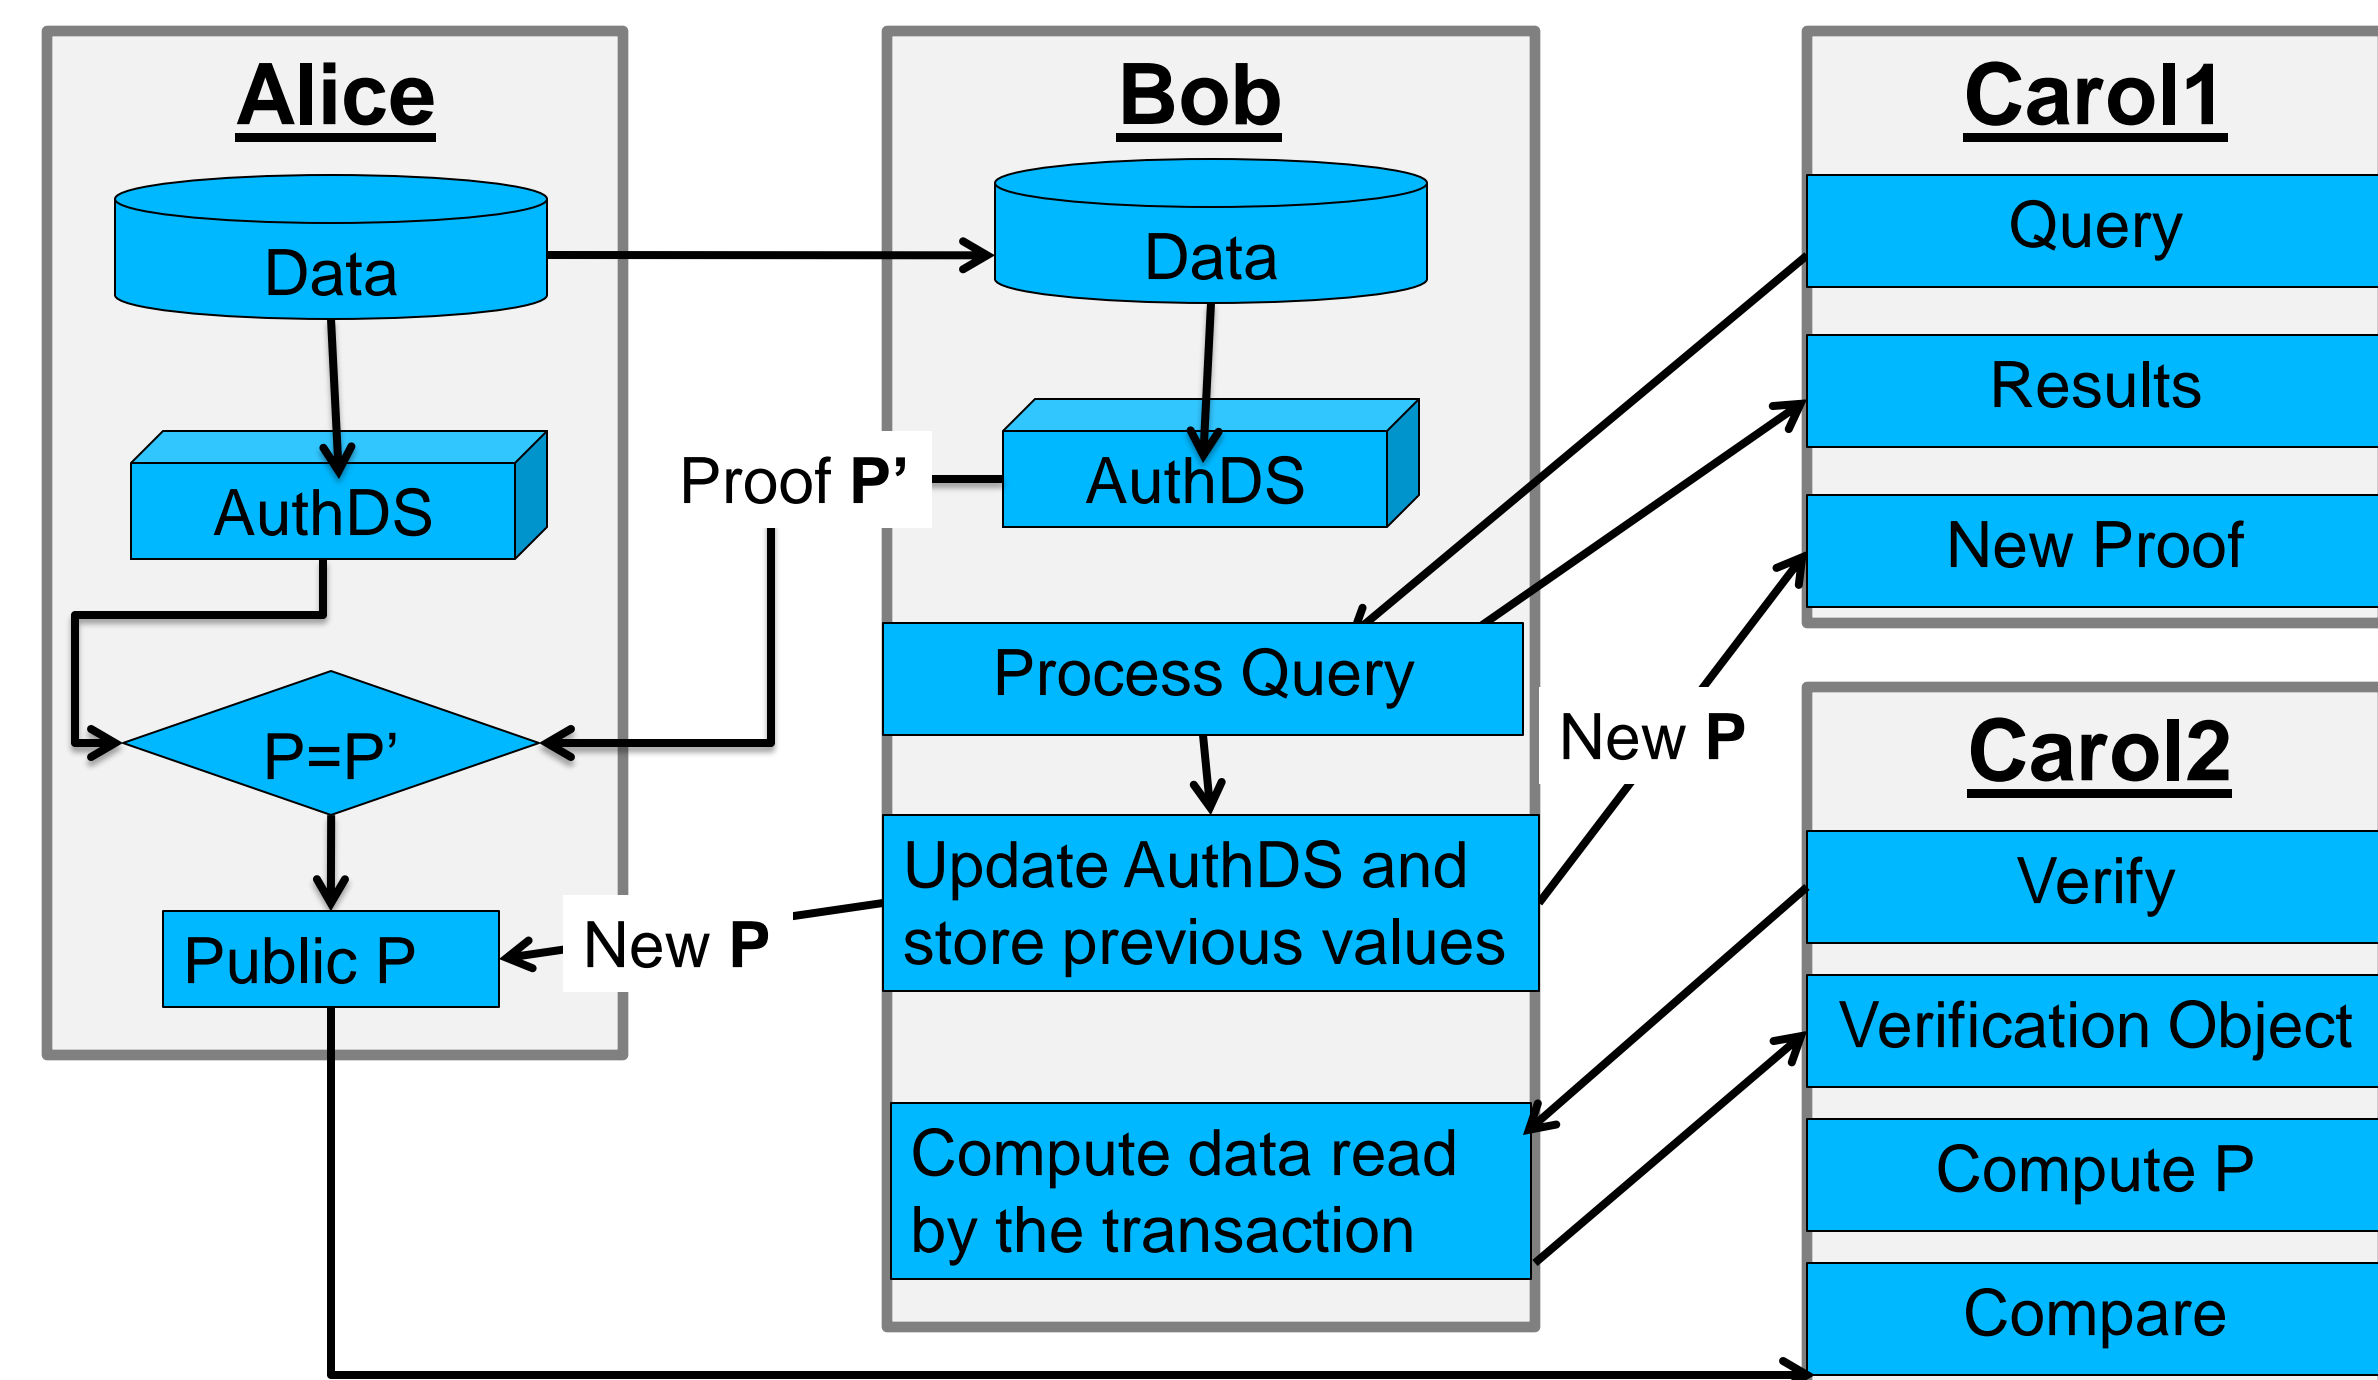 Alice
Data
AuthDS
P=P’
Public P
Proof P’
New P
Bob
Data
AuthDS
Process Query
Update AuthDS and
store previous values
Compute data read
by the transaction
New P
Carol1
Query
Results
New Proof
Carol2
Verify
Verification Object
Compute P
Compare